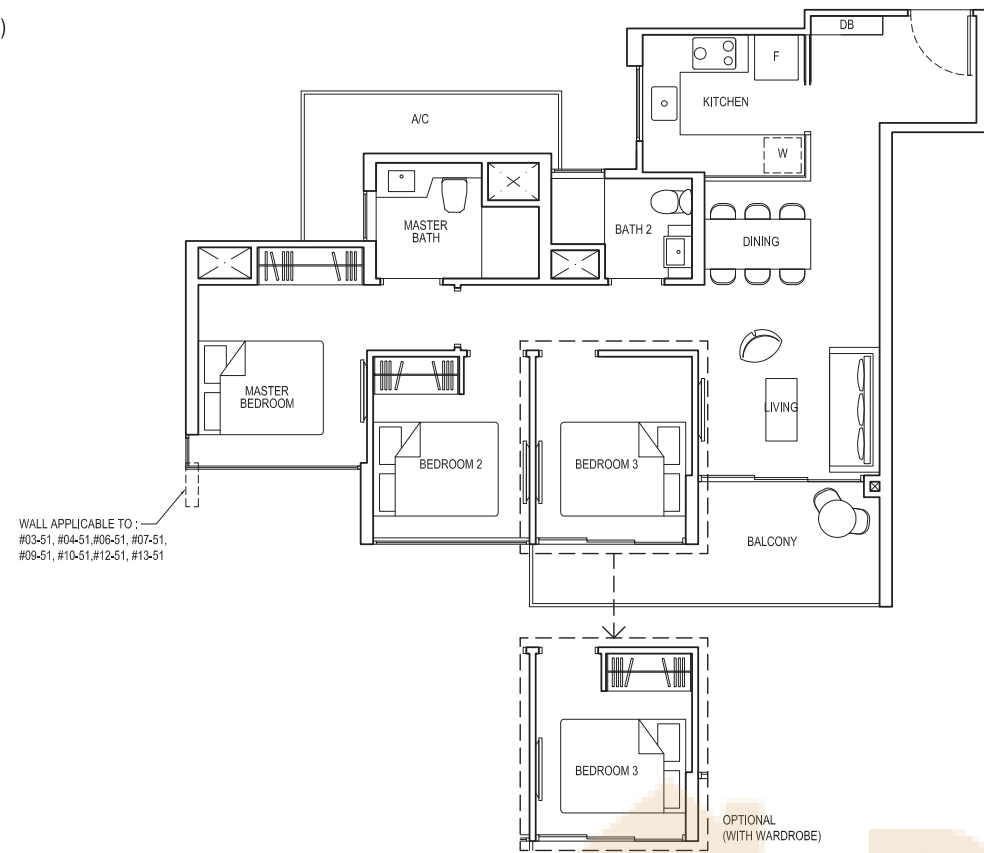 )
DB
F
KITCHEN
A/C
W
MASTER
BATH
BATH 2
DINING
MASTER
BEDROOM
LIVING
BEDROOM 2
BEDROOM 3
WALL APPLICABLE TO :
#03-51, #04-51,#06-51, #07-51,
#09-51, #10-51,#12-51, #13-51
BALCONY
BEDROOM 3
OPTIONAL
(WITH WARDROBE)